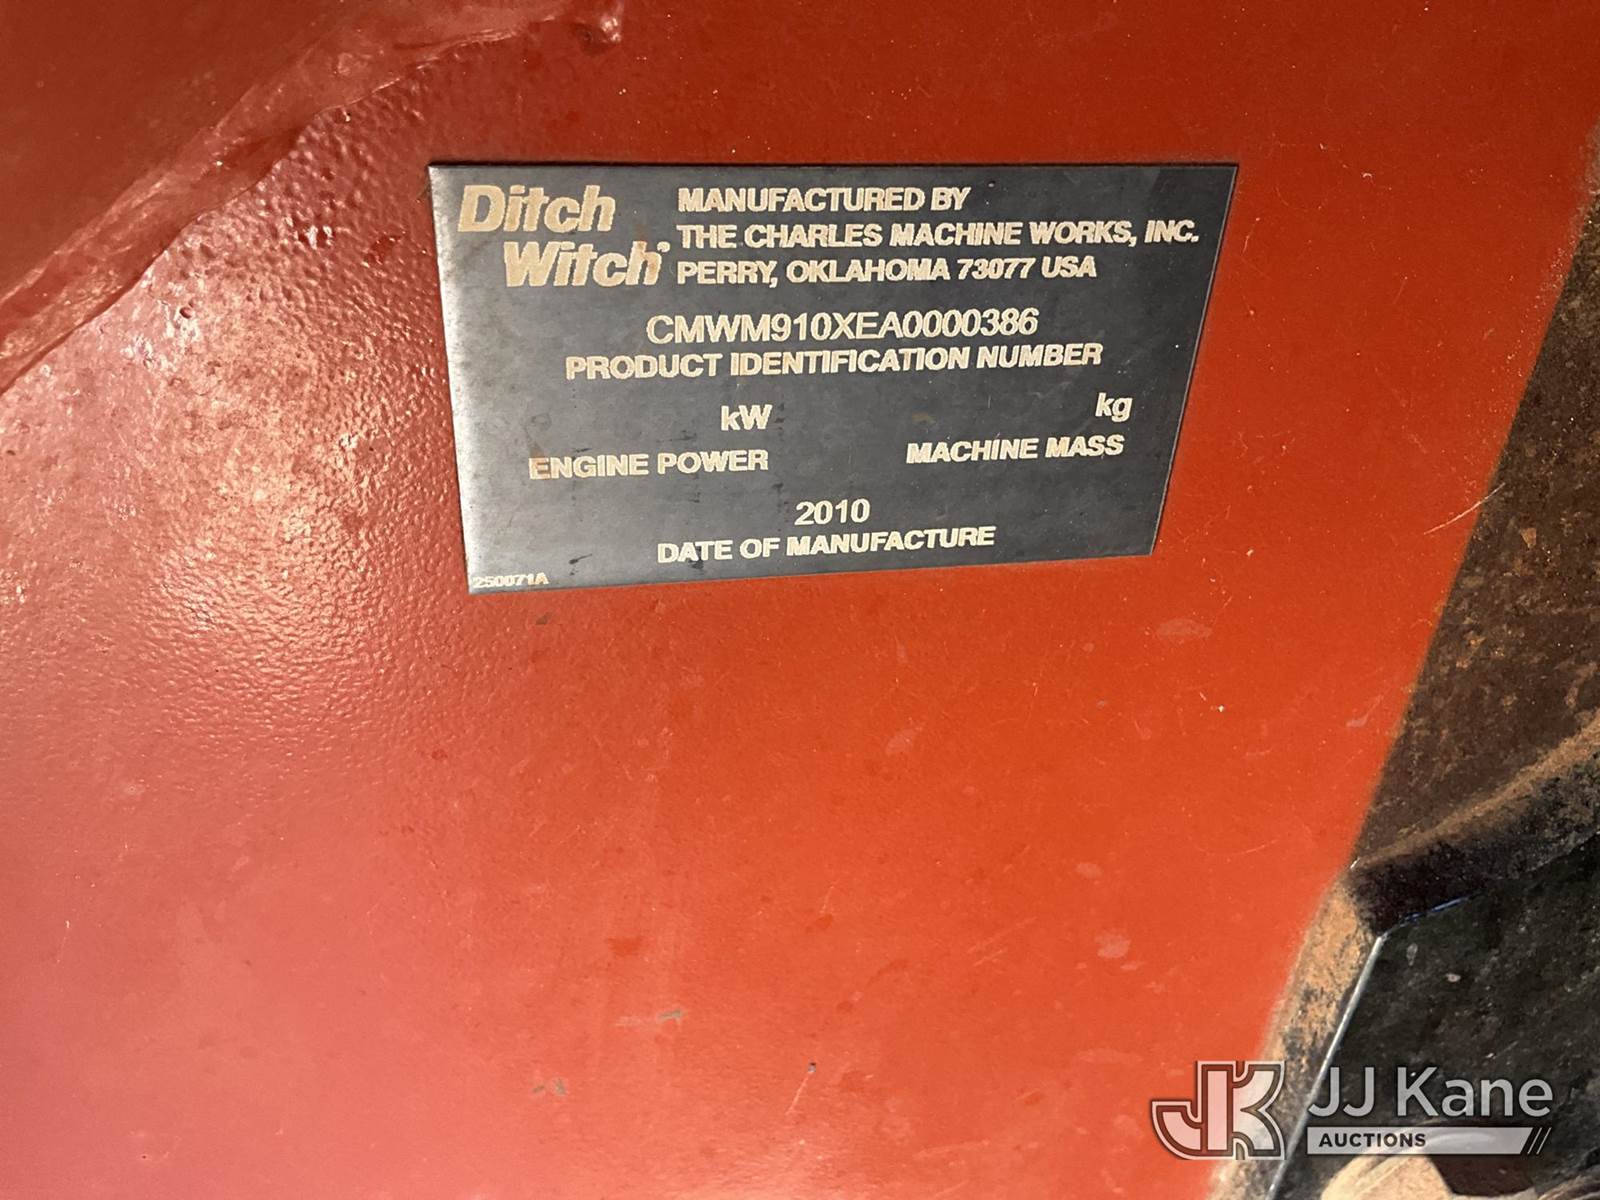 Ditch
Witch®
MANUFACTURED BY
THE CHARLES MACHINE WORKS, INC.
PERRY, OKLAHOMA 73077 USA
CMWM910XEA0000386
PRODUCT IDENTIFICATION NUMBER
kW
ENGINE POWER
kg
MACHINE MASS
2010
DATE OF MANUFACTURE
250071A
JK
JJ Kane
AUCTIONS